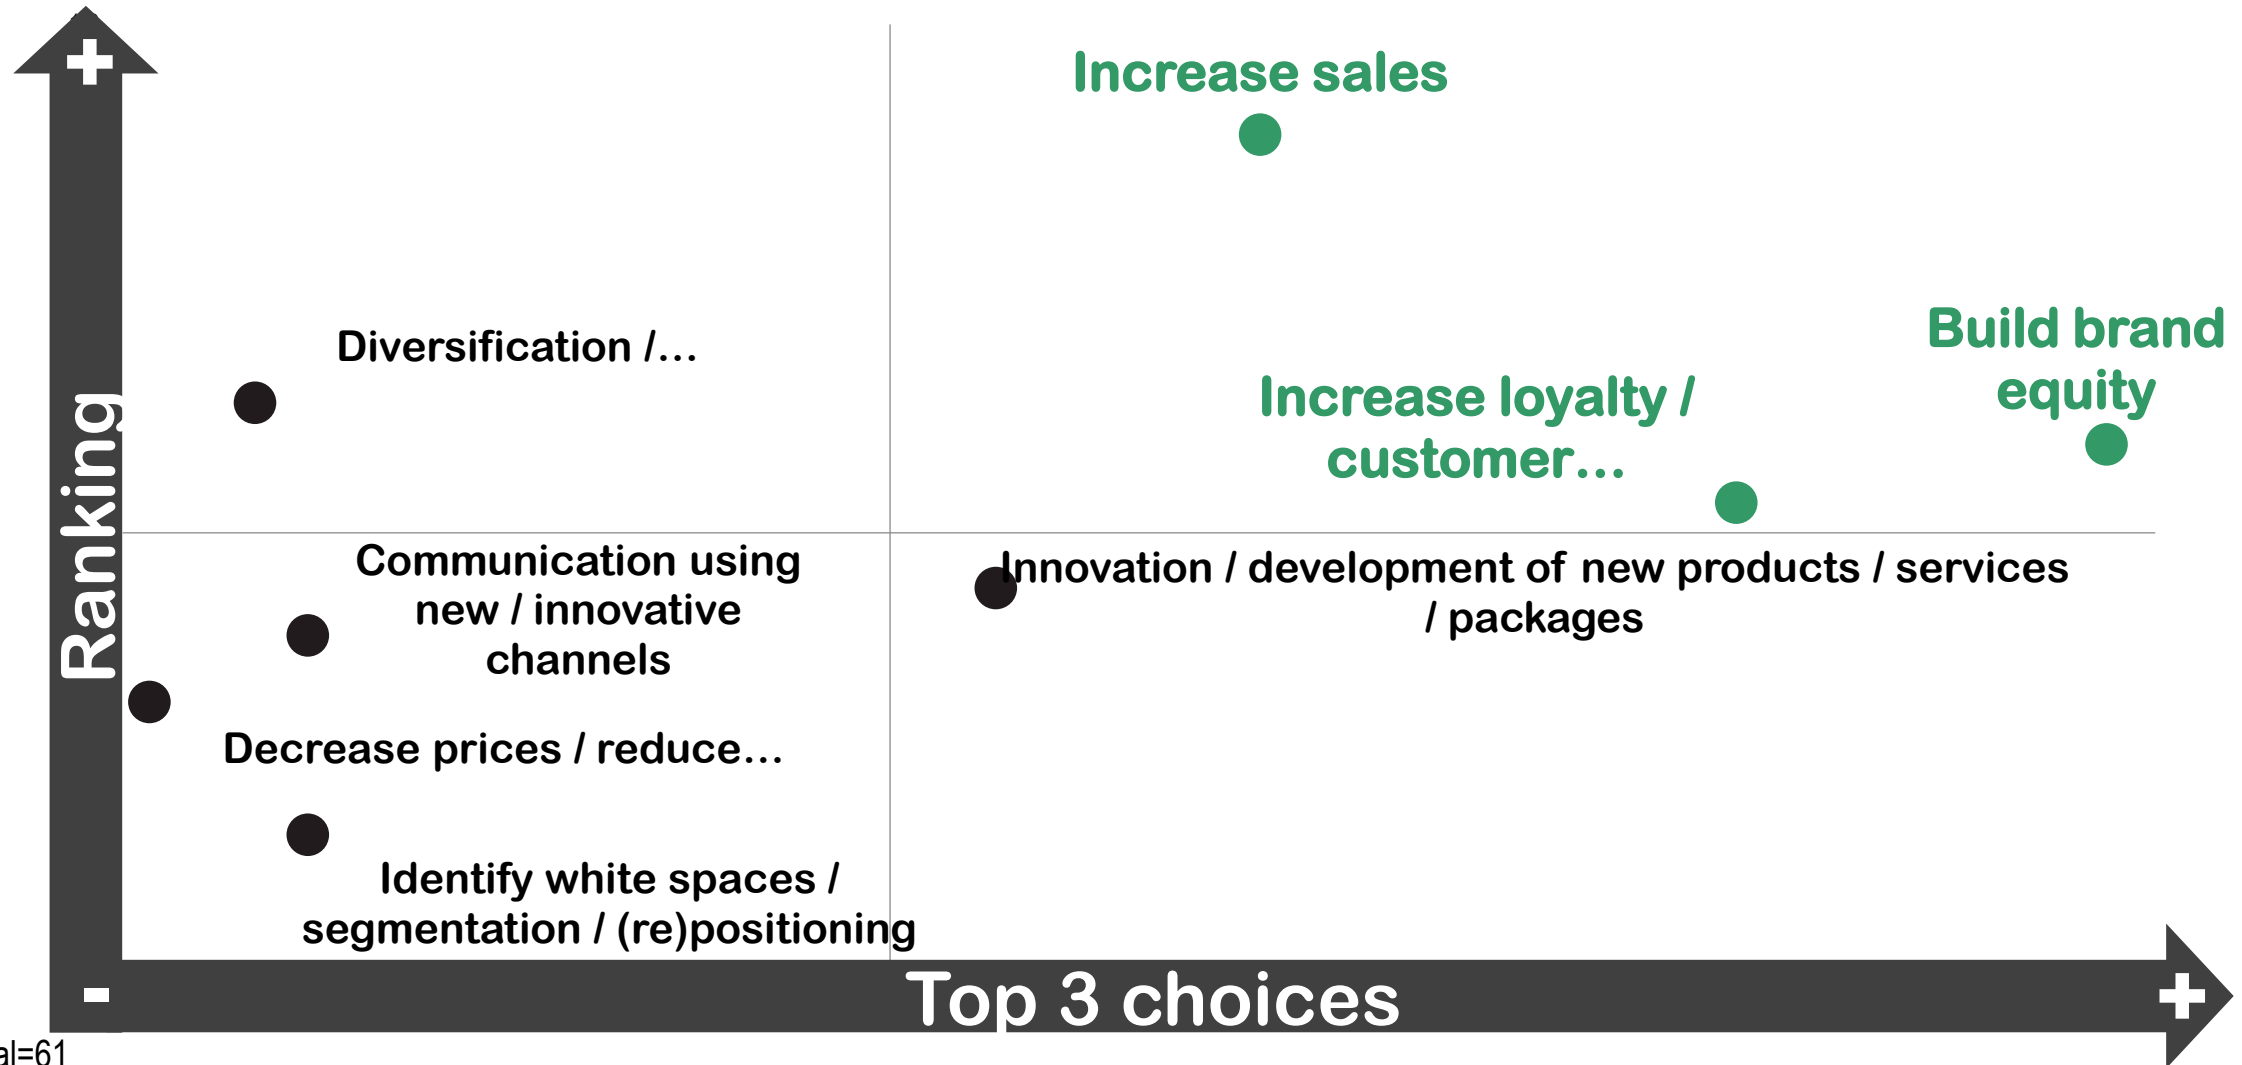 +
Increase sales
Build brand
equity
Diversification /...
Increase loyalty /
customer...
Ranking
Communication using
new / innovative
channels
Innovation / development of new products / services
/ packages
Decrease prices / reduce...
Identify white spaces /
segmentation / (re)positioning
-
Top 3 choices
+
al=61